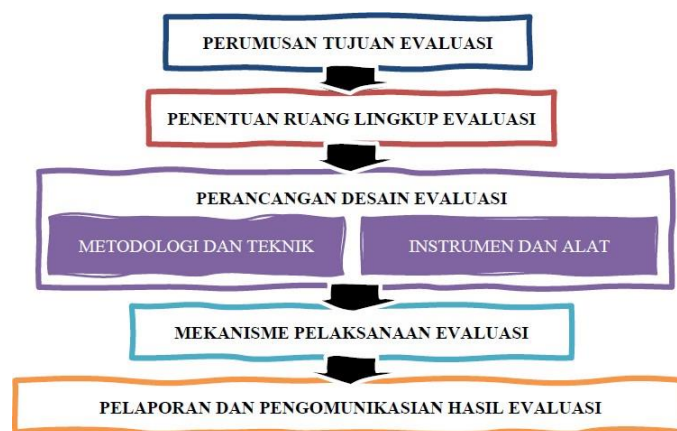 PERUMUSAN TUJUAN EVALUASI
PENENTUAN RUANG LINGKUP EVALUASI
PERANCANGAN DESAIN EVALUASI
METODOLOGI DAN TEKNIK
INSTRUMEN DAN ALAT
MEKANISME PELAKSANAAN EVALUASI
PELAPORAN DAN PENGOMUNIKASIAN HASIL EVALUASI